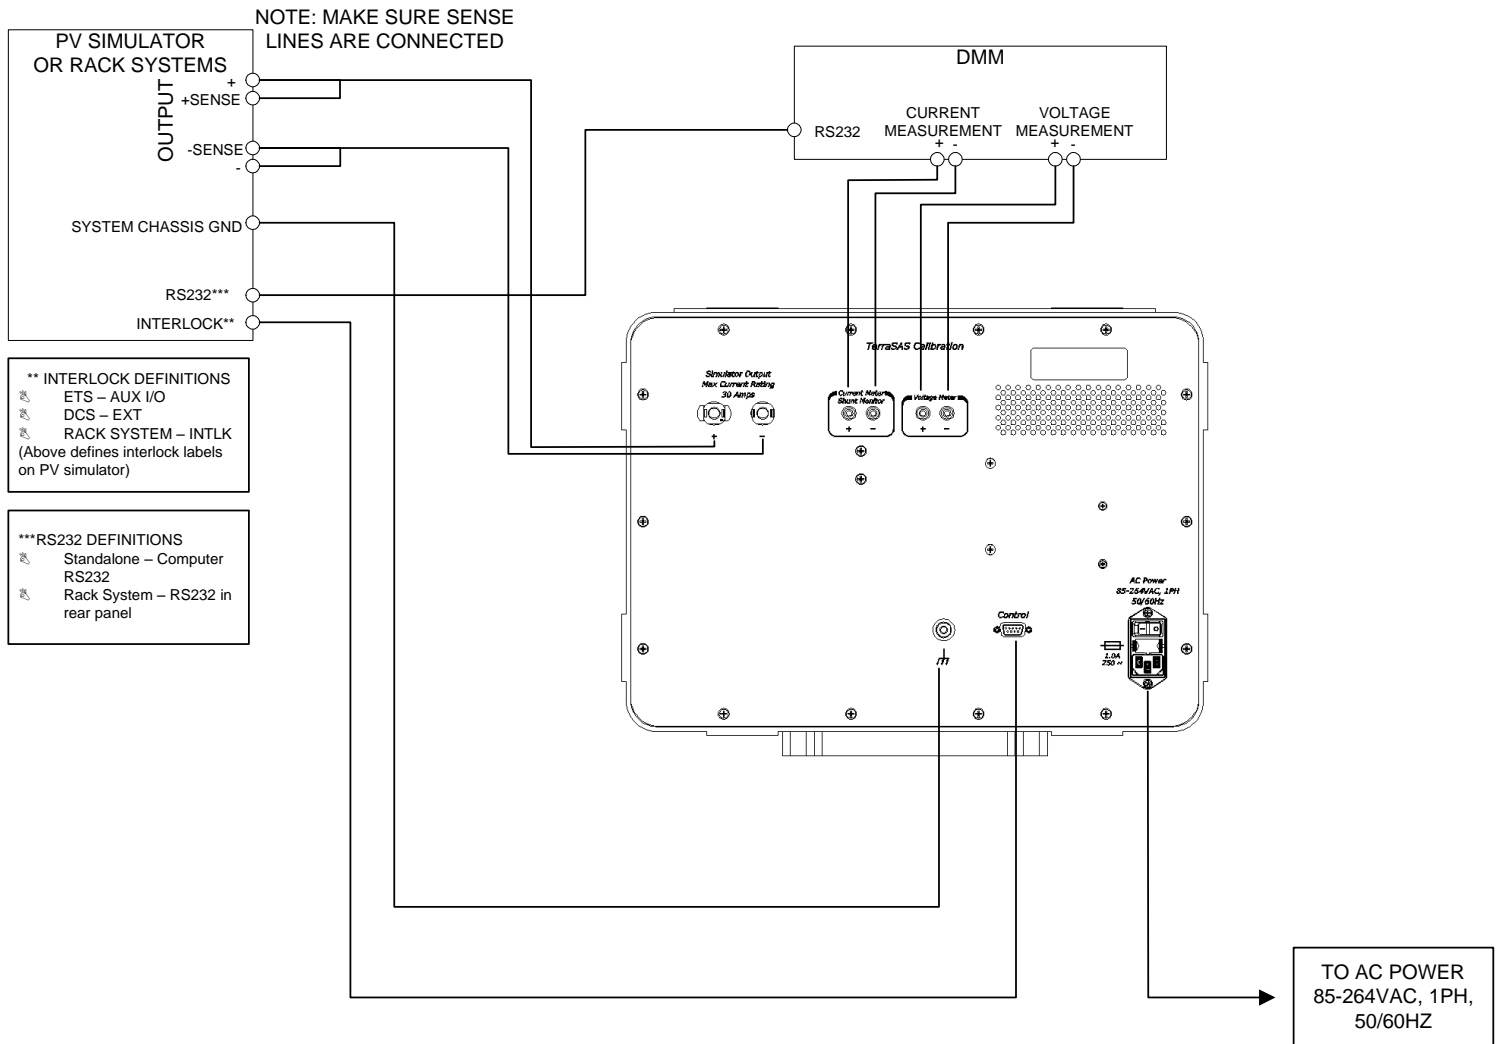 NOTE: MAKE SURE SENSE
LINES ARE CONNECTED
PV SIMULATOR
OR RACK SYSTEMS
OUTPUT
+
+SENSE
-SENSE
-
SYSTEM CHASSIS GND
RS232***
INTERLOCK**
DMM
RS232
CURRENT
MEASUREMENT
+ -
VOLTAGE
MEASUREMENT
+ -
** INTERLOCK DEFINITIONS
ETS – AUX I/O
DCS – EXT
RACK SYSTEM – INTLK
(Above defines interlock labels
on PV simulator)
***RS232 DEFINITIONS
Standalone – Computer
RS232
Rack System – RS232 in
rear panel
TerraSAS Calibration
Simulator Output
Max Current Rating
30 Amps
+ –
Current Meter
Shunt Monitor
+ –
Voltage Meter
+ –
AC Power
85-264VAC, 1PH
50/60Hz
Control
1.0A
250 ~
TO AC POWER
85-264VAC, 1PH,
50/60HZ